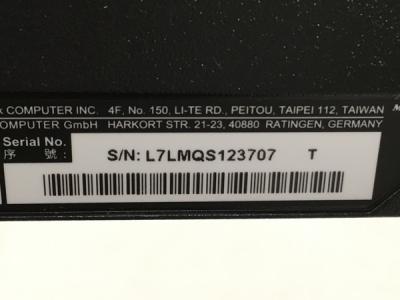 COMPUTER INC. 4F, No. 150, LI-TE RD., PEITOU, TAIPEI 112, TAIWAN
COMPUTER GmbH HARKORT STR. 21-23, 40880 RATINGEN, GERMANY
Serial No.
序 號: S/N: L7LMQS123707 T